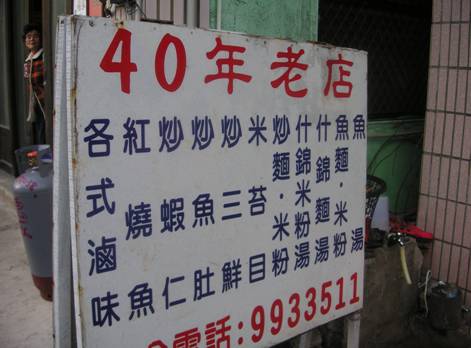 40年老店
魚湯
魚麵·米粉
什錦麵湯
什錦米粉湯
炒麵·米粉
米苔目
炒三鮮
炒魚肚
炒蝦仁
紅燒魚
各式滷味
電話:9933511